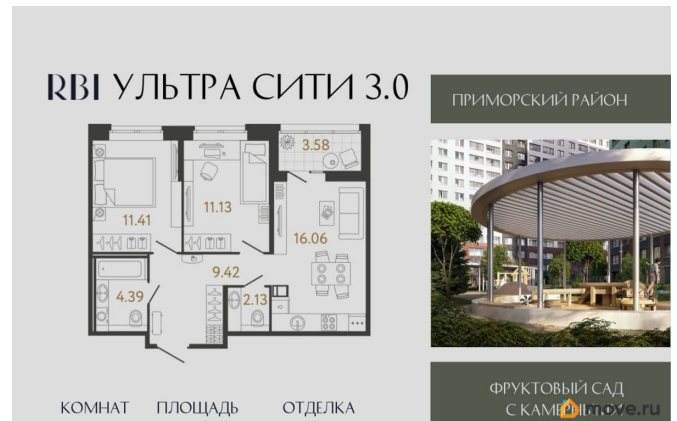 RBI УЛЬТРА СИТИ 3.0
ПРИМОРСКИЙ РАЙОН
3.58
11.41
11.13
16.06
9.42
4.39
2.13
КОМНАТ ПЛОЩАДЬ ОТДЕЛКА
ФРУКТОВЫЙ САД
С
move.ru